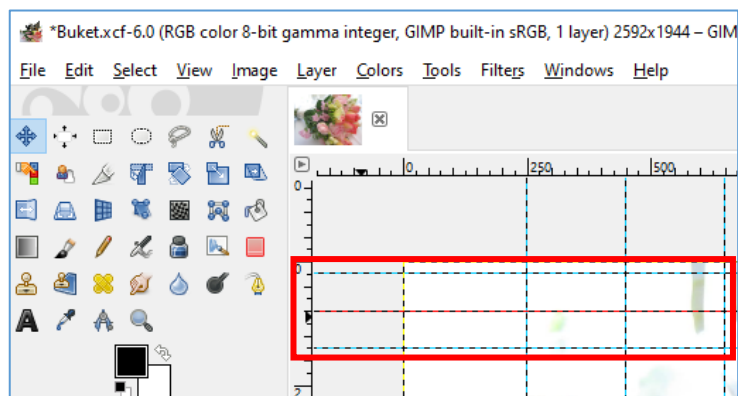 *Buket.xcf-6.0 (RGB color 8-bit gamma integer, GIMP built-in sRGB, 1 layer) 2592x1944 – GIM
File Edit Select View Image Layer Colors Tools Filters Windows Help
0 250 500
0
0
2